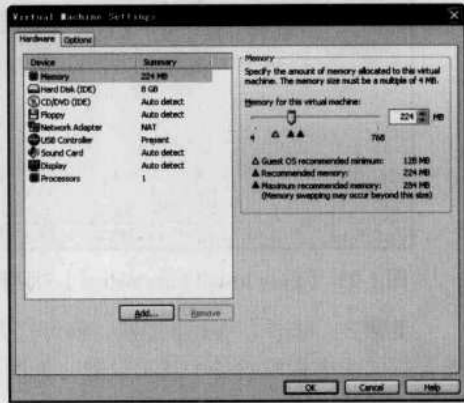 Virtual Machine Settings
Hardware Options
Device Summary
Memory 224 MB
Hard Disk (IDE) 8 GB
CD/DVD (IDE) Auto detect
Floppy Auto detect
Network Adapter NAT
USB Controller Present
Sound Card Auto detect
Display Auto detect
Processors 1
Add... Remove
Memory
Specify the amount of memory allocated to this virtual
machine. The memory size must be a multiple of 4 MB.
Memory for this virtual machine:
224 MB
4 768
Guest OS recommended minimum: 128 MB
Recommended memory: 224 MB
Maximum recommended memory: 284 MB
(Memory swapping may occur beyond this size)
OK Cancel Help